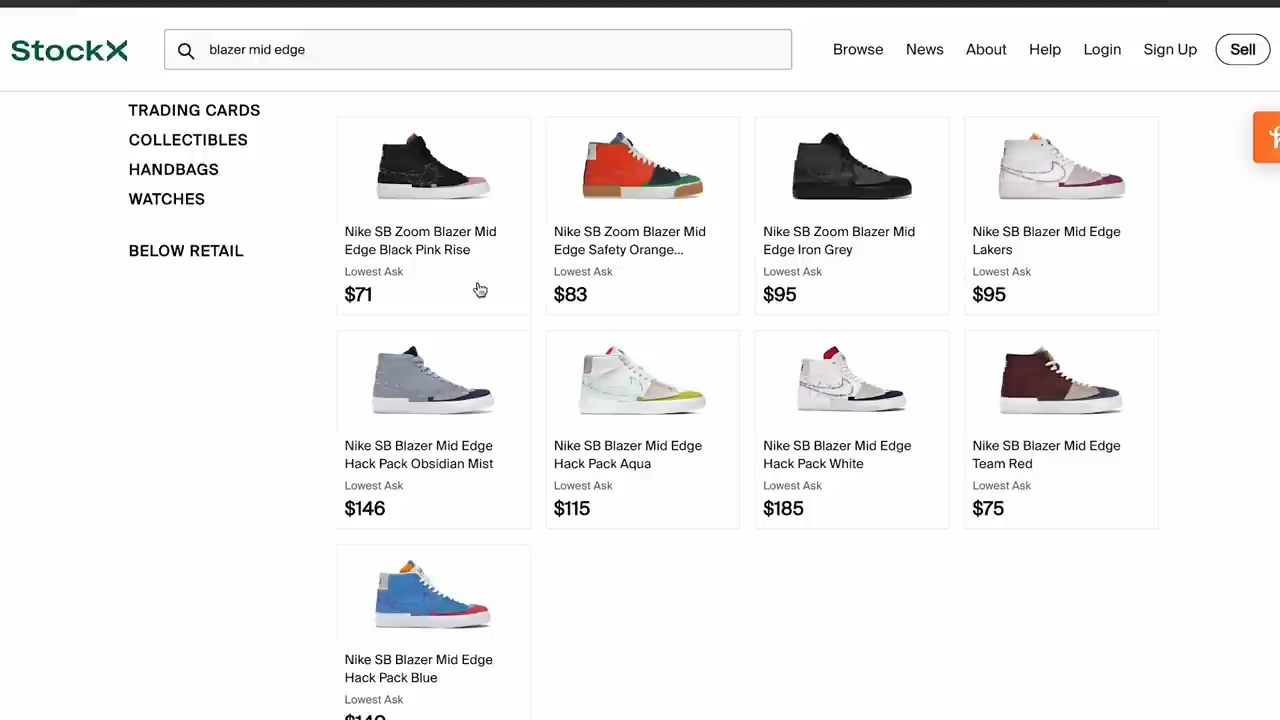 StockX
blazer mid edge
Browse
News
About
Help
Login
Sign Up
Sell
TRADING CARDS
COLLECTIBLES
HANDBAGS
WATCHES
BELOW RETAIL
Nike SB Zoom Blazer Mid
Edge Black Pink Rise
Lowest Ask
$71
Nike SB Zoom Blazer Mid
Edge Safety Orange...
Lowest Ask
$83
Nike SB Zoom Blazer Mid
Edge Iron Grey
Lowest Ask
$95
Nike SB Blazer Mid Edge
Lakers
Lowest Ask
$95
Nike SB Blazer Mid Edge
Hack Pack Obsidian Mist
Lowest Ask
$146
Nike SB Blazer Mid Edge
Hack Pack Aqua
Lowest Ask
$115
Nike SB Blazer Mid Edge
Hack Pack White
Lowest Ask
$185
Nike SB Blazer Mid Edge
Team Red
Lowest Ask
$75
Nike SB Blazer Mid Edge
Hack Pack Blue
Lowest Ask